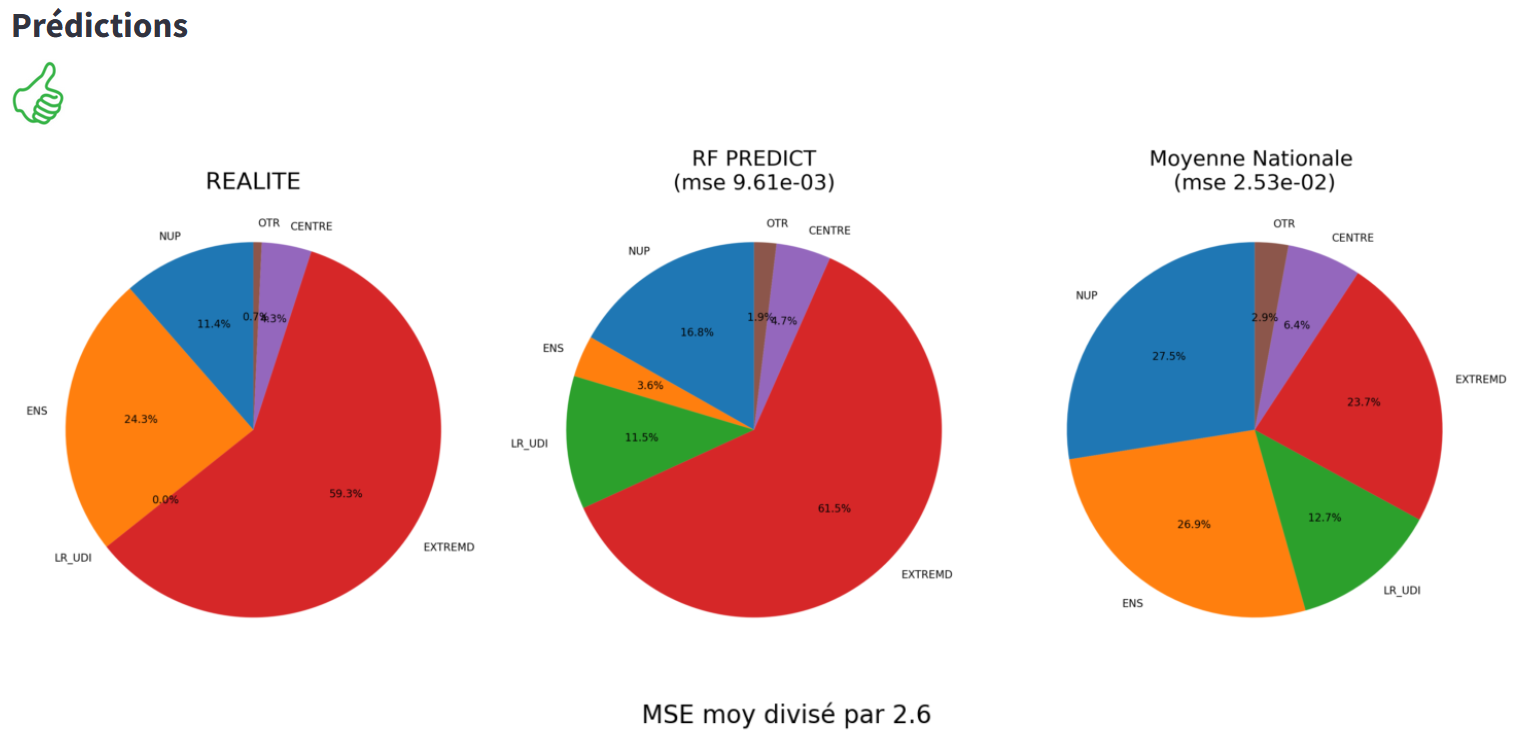 Prédictions
REALITE
OTR
CENTRE
NUP
11.4%
0.7%
4.3%
ENS
24.3%
0.0%
59.3%
LR_UDI
EXTREMD
RF PREDICT
(mse 9.61e-03)
OTR
CENTRE
NUP
16.8%
1.9%
4.7%
ENS
3.6%
LR_UDI
11.5%
61.5%
EXTREMD
Moyenne Nationale
(mse 2.53e-02)
OTR
CENTRE
NUP
2.9%
6.4%
27.5%
EXTREMD
23.7%
26.9%
12.7%
ENS
LR_UDI
MSE moy divisé par 2.6